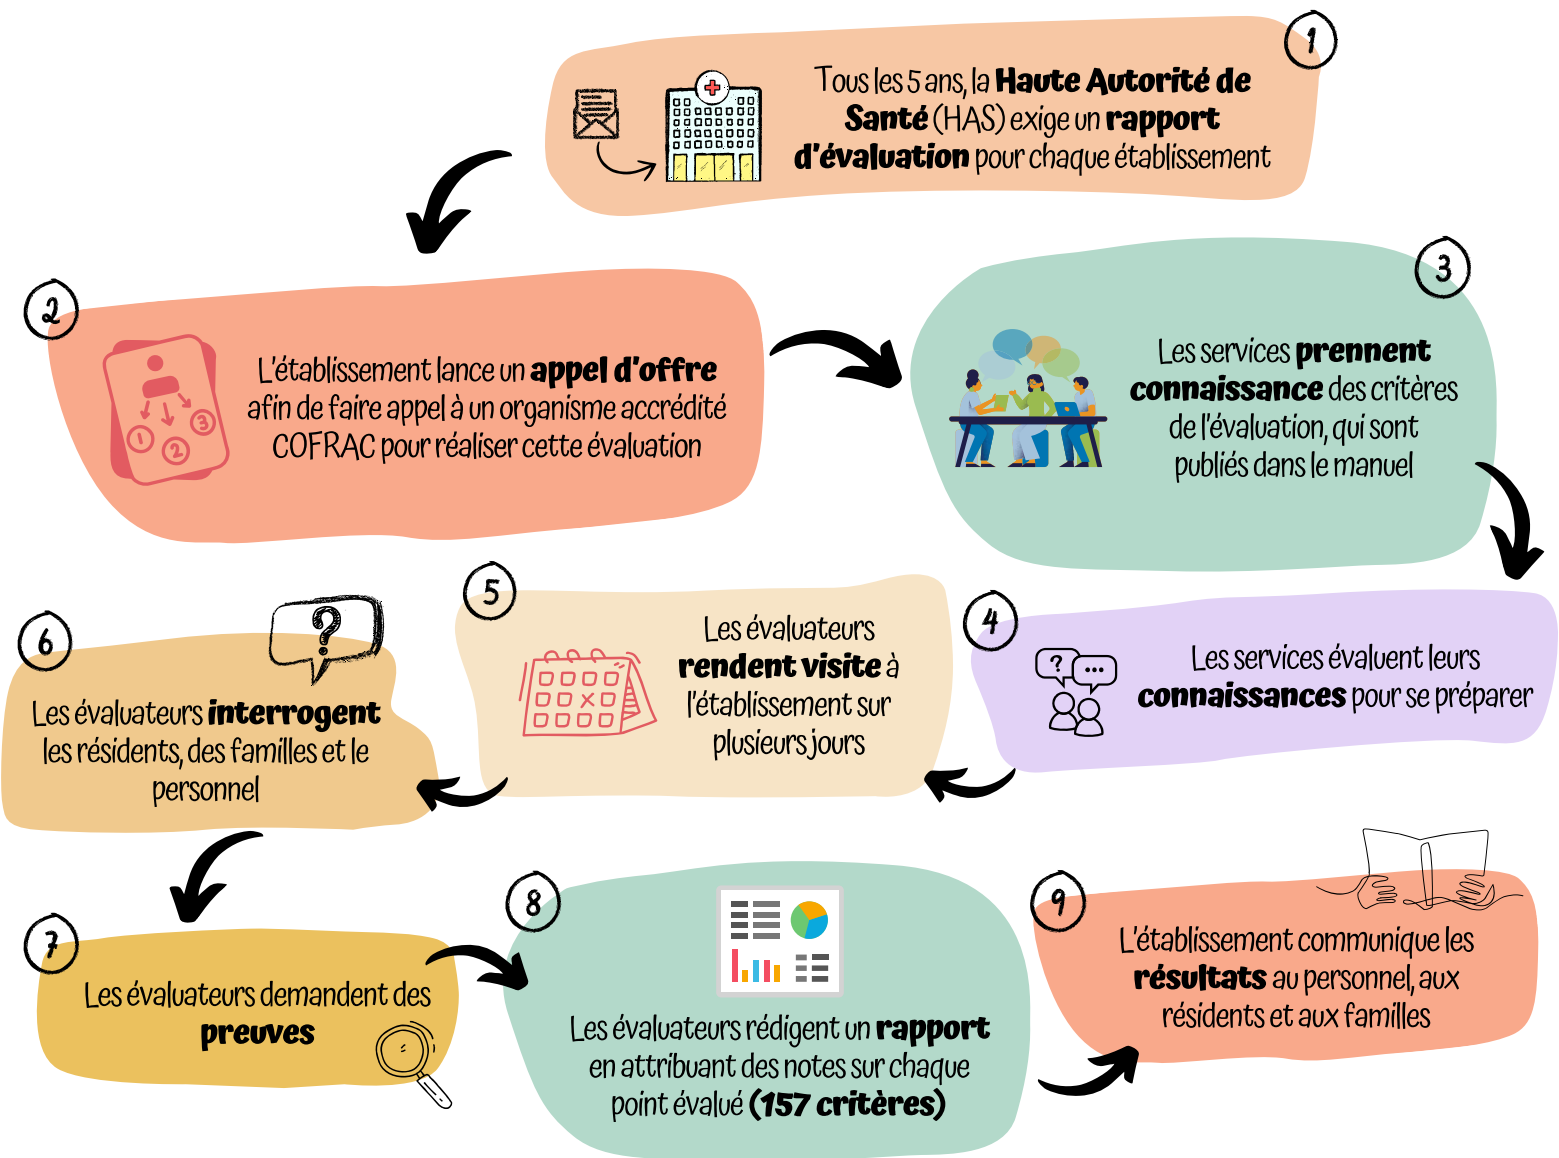 1
Tous les 5 ans, la Haute Autorité de
Santé (HAS) exige un rapport
d'évaluation pour chaque établissement
2
L'établissement lance un appel d'offre
afin de faire appel à un organisme accrédité
COFRAC pour réaliser cette évaluation
1
2
3
3
Les services prennent
connaissance des critères
de l'évaluation, qui sont
publiés dans le manuel
4
?
...
Les services évaluent leurs
connaissances pour se préparer
5
Les évaluateurs
rendent visite à
l'établissement sur
plusieurs jours
6
?
Les évaluateurs interrogent
les résidents, des familles et le
personnel
7
Les évaluateurs demandent des
preuves
8
Les évaluateurs rédigent un rapport
en attribuant des notes sur chaque
point évalué (157 critères)
9
L'établissement communique les
résultats au personnel, aux
résidents et aux familles